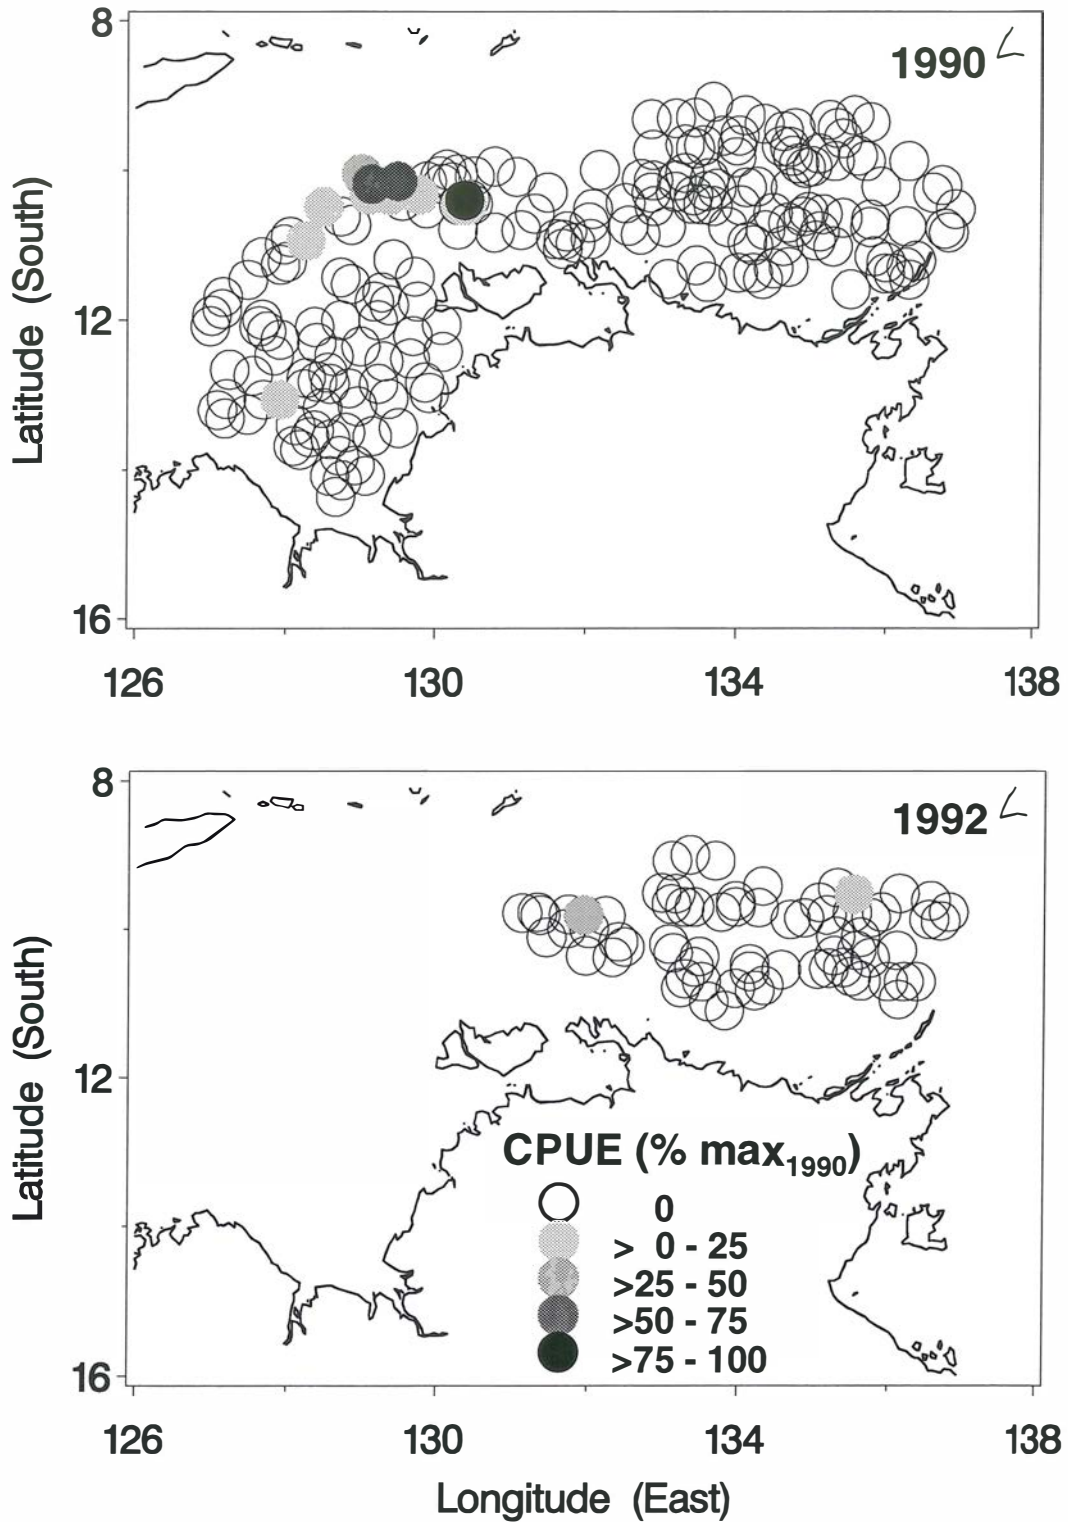 8
1990
12
16
Latitude (South)
126 130 134 138
8
1992
12
16
Latitude (South)
CPUE (% max1990)
0
> 0 - 25
>25 - 50
>50 - 75
>75 - 100
126 130 134 138
Longitude (East)